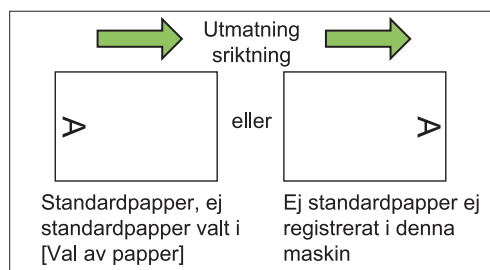 Utmatning
sriktning
A
eller
A
Standardpapper, ej
standardpapper valt i
[Val av papper]
Ej standardpapper ej
registrerat i denna
maskin